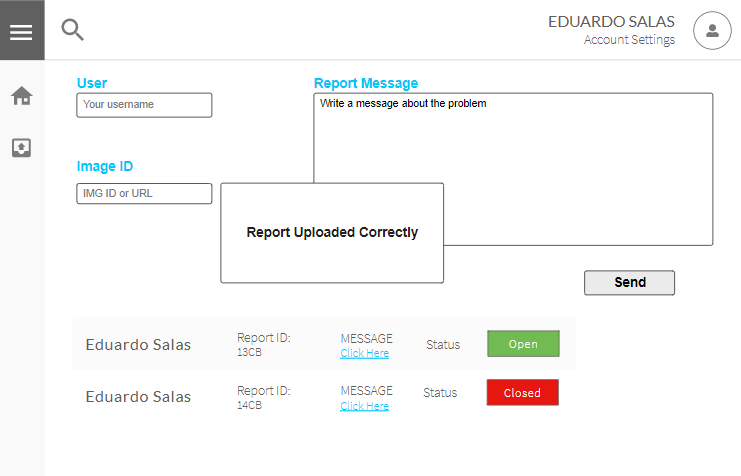 EDUARDO SALAS
Account Settings
User
Your username
Report Message
Write a message about the problem
Image ID
IMG ID or URL
Report Uploaded Correctly
Send
Eduardo Salas
Report ID:
13CB
MESSAGE
Click Here
Status
Open
Eduardo Salas
Report ID:
14CB
MESSAGE
Click Here
Status
Closed